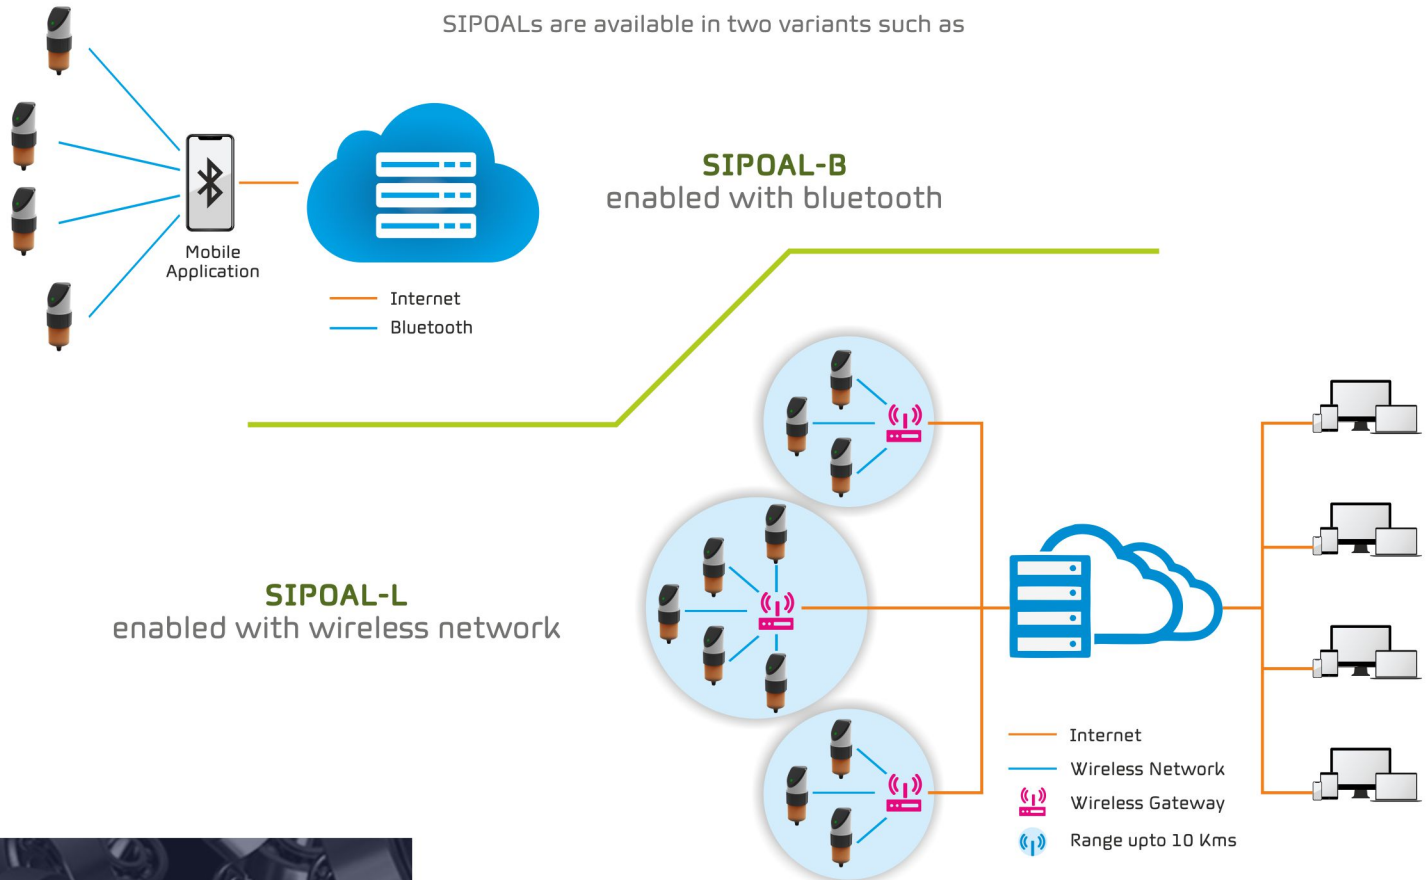 SIPOALs are available in two variants such as
SIPOAL-B
enabled with bluetooth
Mobile
Application
Internet
Bluetooth
SIPOAL-L
enabled with wireless network
Internet
Wireless Network
Wireless Gateway
Range upto 10 Kms